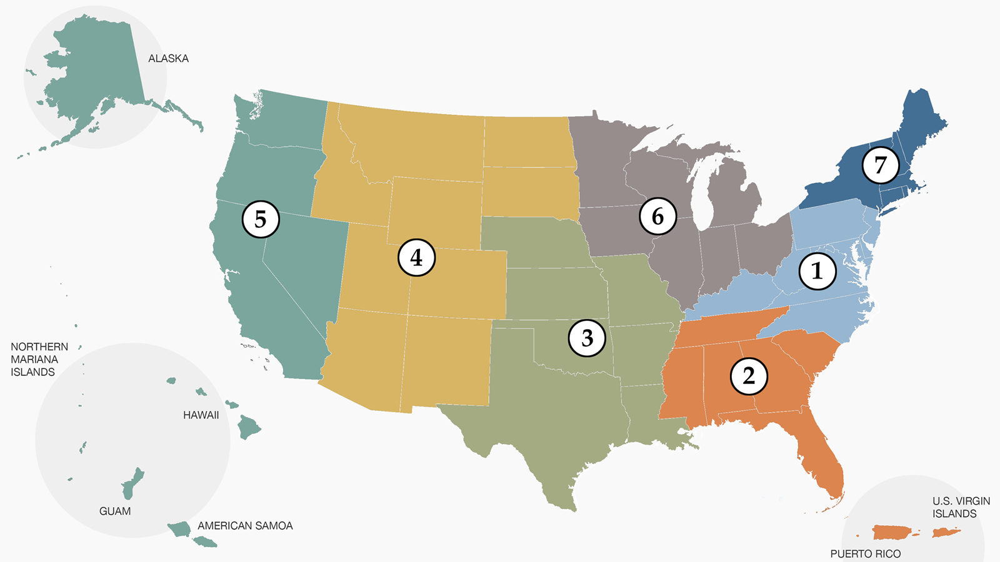 ALASKA
7
6
5
4
1
3
NORTHERN
MARIANA
ISLANDS
2
HAWAII
GUAM
AMERICAN SAMOA
U.S. VIRGIN
ISLANDS
PUERTO RICO